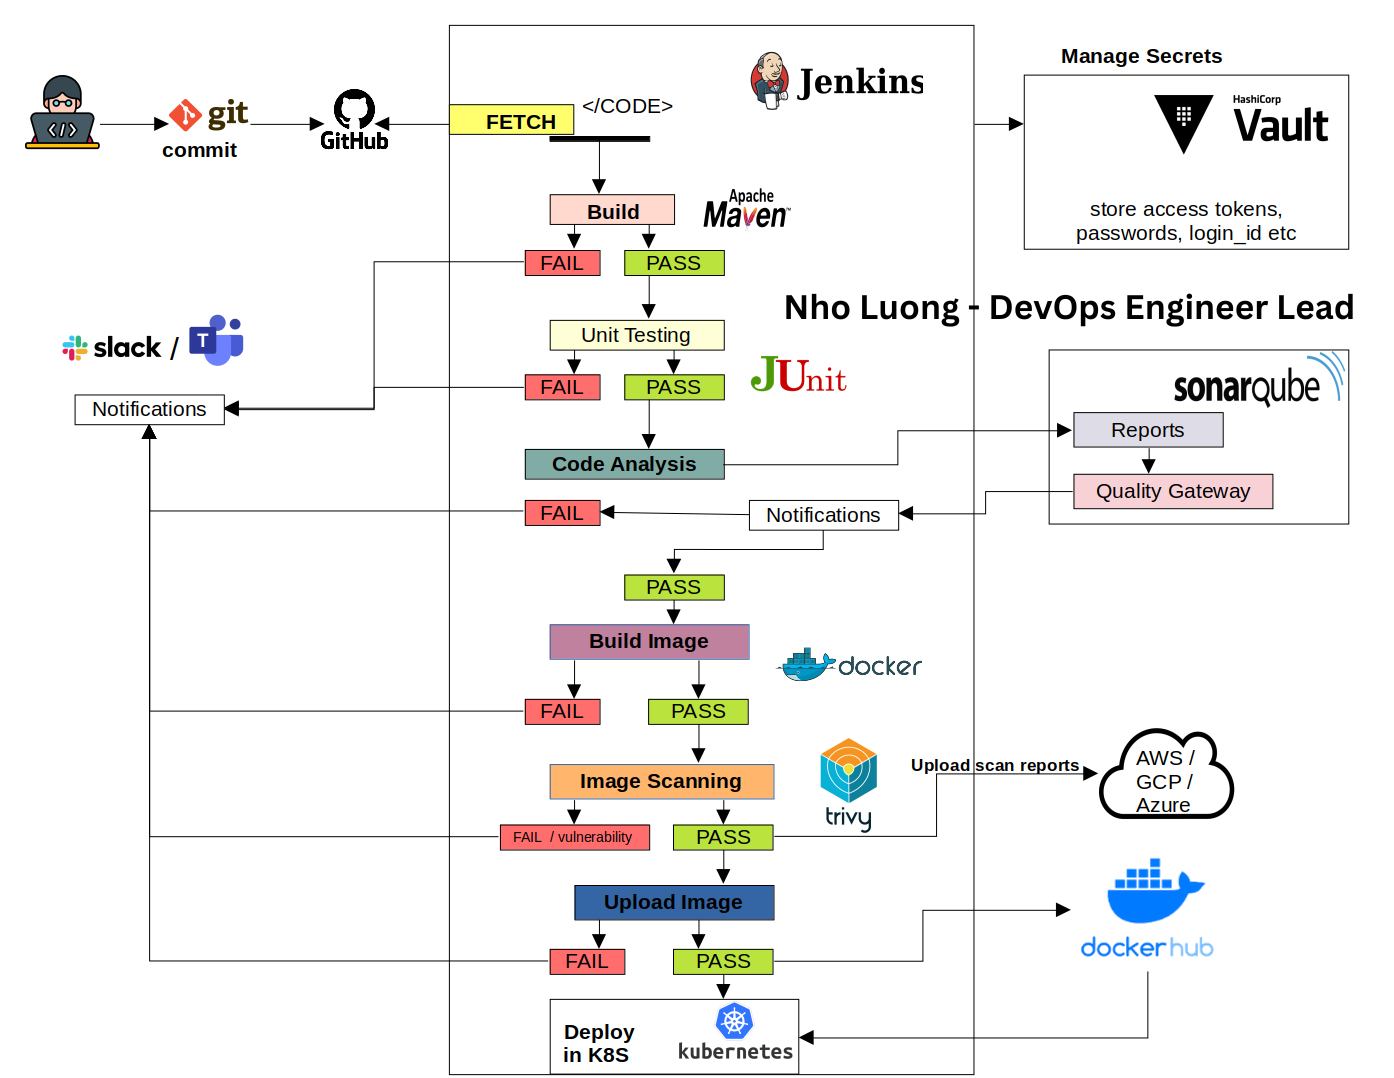 Jenkins
Manage Secrets
</CODE>
git
commit
GitHub
FETCH
HashiCorp
Vault
store access tokens,
passwords, login_id etc
Build
Apache
Maven™
FAIL
PASS
Nho Luong - DevOps Engineer Lead
slack / T
Unit Testing
JUnit
FAIL
PASS
Notifications
sonarqube
Reports
Code Analysis
Quality Gateway
FAIL
Notifications
PASS
Build Image
docker
FAIL
PASS
Upload scan reports
AWS /
GCP /
Azure
Image Scanning
trivy
FAIL / vulnerability
PASS
Upload Image
dockerhub
FAIL
PASS
Deploy
in K8S
kubernetes